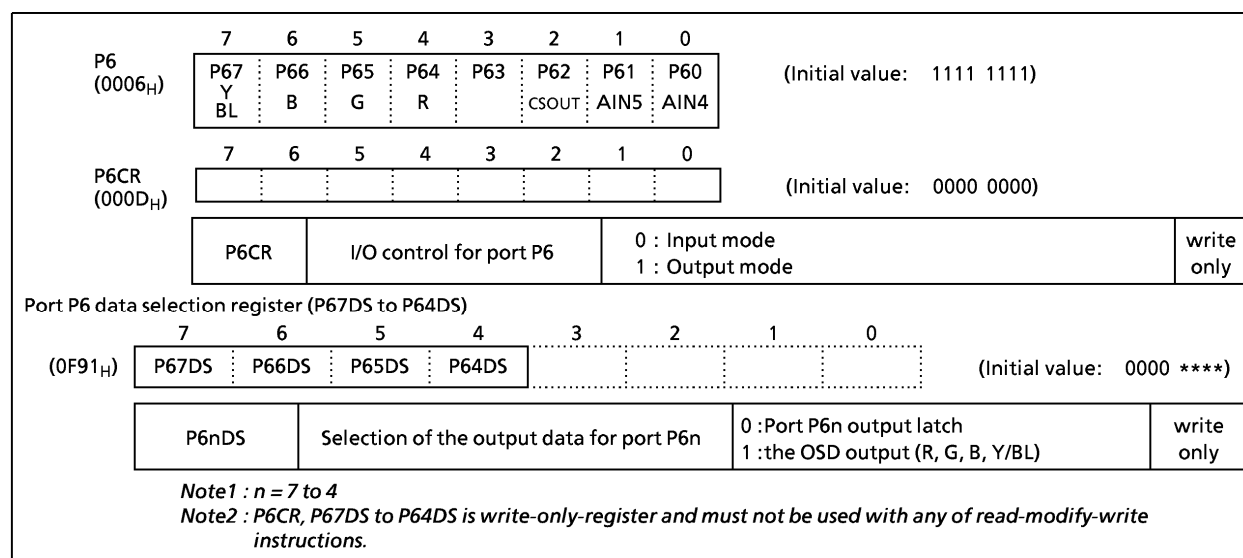 7 6 5 4 3 2 1 0
P6
(0006H)
P67 P66 P65 P64 P63 P62 P61 P60
Y
BL
B G R CSOUT AIN5 AIN4
(Initial value: 1111 1111)
7 6 5 4 3 2 1 0
P6CR
(000DH)
(Initial value: 0000 0000)
P6CR
I/O control for port P6
0 : Input mode
1 : Output mode
write
only
Port P6 data selection register (P67DS to P64DS)
7 6 5 4 3 2 1 0
(0F91H) P67DS P66DS P65DS P64DS (Initial value: 0000 ****)
P6nDS
Selection of the output data for port P6n
0 :Port P6n output latch
1 :the OSD output (R, G, B, Y/BL)
write
only
Note1 : n = 7 to 4
Note2 : P6CR, P67DS to P64DS is write-only-register and must not be used with any of read-modify-write
instructions.